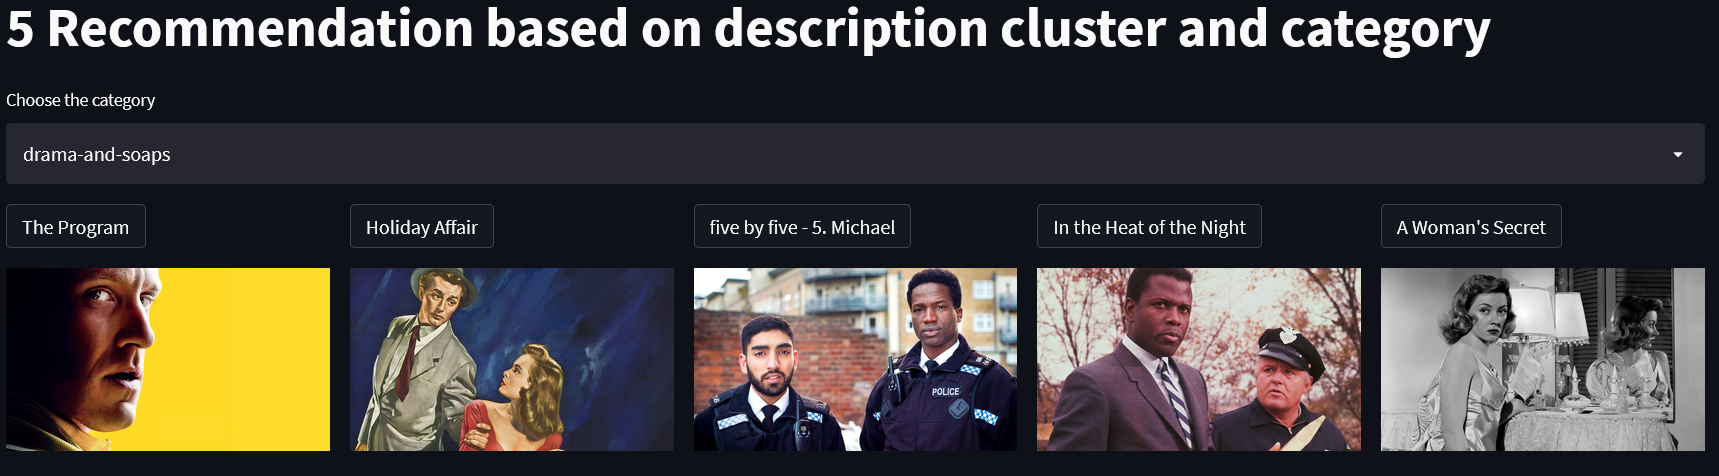 5 Recommendation based on description cluster and category
Choose the category
drama-and-soaps
The Program
Holiday Affair
five by five - 5. Michael
In the Heat of the Night
A Woman's Secret
POLICE